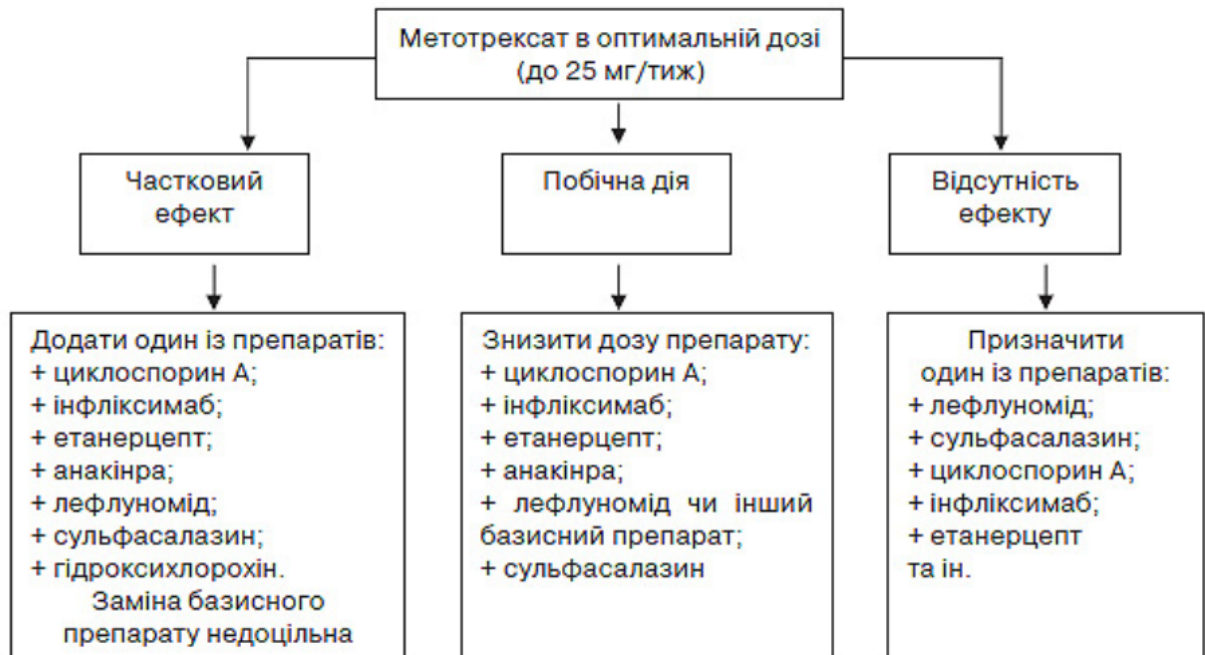 Метотрексат в оптимальній дозі
(до 25 мг/тиж)
Частковий
ефект
Побічна дія
Відсутність
ефекту
Додати один із препаратів:
+ циклоспорин А;
+ інфліксимаб;
+ етанерцепт;
+ анакінра;
+ лефлуномід;
+ сульфасалазин;
+ гідроксихлорохін.
Заміна базисного
препарату недоцільна
Знизити дозу препарату:
+ циклоспорин А;
+ інфліксимаб;
+ етанерцепт;
+ анакінра;
+ лефлуномід чи інший
базисний препарат;
+ сульфасалазин
Призначити
один із препаратів:
+ лефлуномід;
+ сульфасалазин;
+ циклоспорин А;
+ інфліксимаб;
+ етанерцепт
та ін.